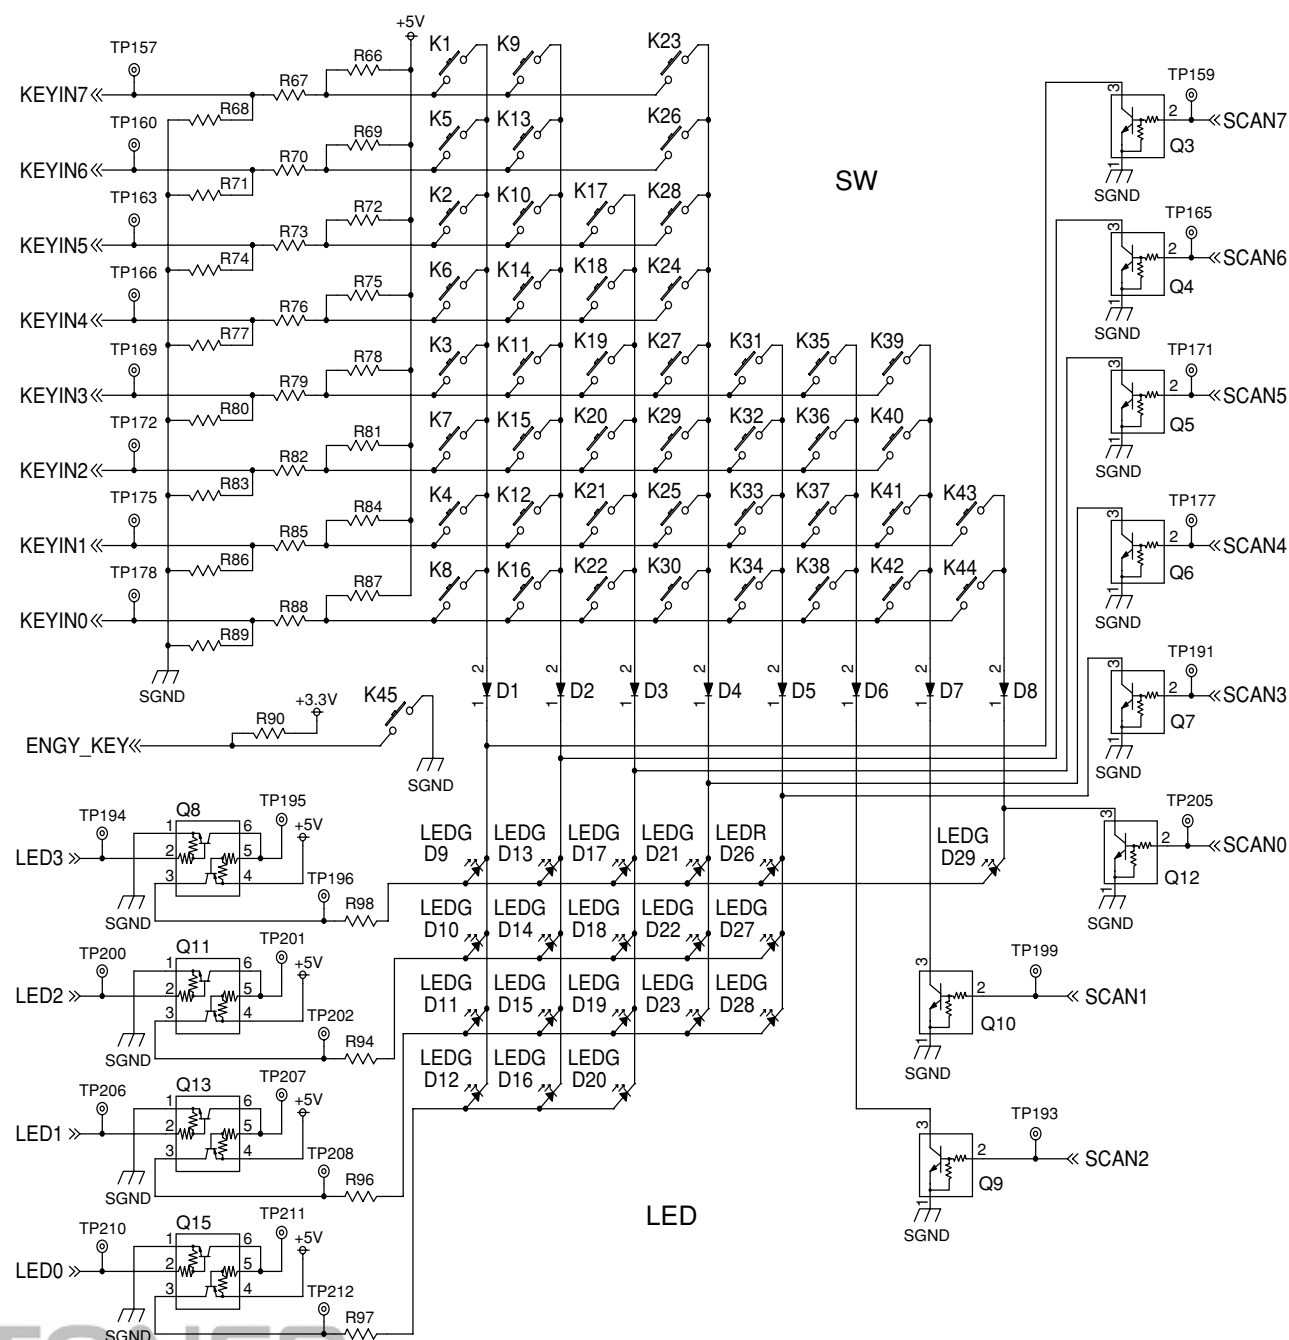 +5V
TP157 R66 K1 K9 K23
KEYIN7 R67 3 TP159
R68 2 SCAN7
TP160 R69 K5 K13 K26 Q3
KEYIN6 R70 1
R71 SW SGND
TP163 R72 K2 K10 K17 K28
KEYIN5 R73 3 TP165
R74 2 SCAN6
TP166 R75 K6 K14 K18 K24 Q4
KEYIN4 R76 1
R77 SGND
TP169 R78 K3 K11 K19 K27 K31 K35 K39
KEYIN3 R79 3 TP171
R80 2 SCAN5
TP172 R81 K7 K15 K20 K29 K32 K36 K40 Q5
KEYIN2 R82 1
R83 SGND
TP175 R84 K4 K12 K21 K25 K33 K37 K41 K43
KEYIN1 R85 3 TP177
R86 2 SCAN4
TP178 R87 K8 K16 K22 K30 K34 K38 K42 K44 Q6
KEYIN0 R88 1
R89 SGND
SGND
2 2 2 2 2 2 2 2 3 TP191
D1 D2 D3 D4 D5 D6 D7 D8 2 SCAN3
1 1 1 1 1 1 1 1 Q7
+3.3V K45 1
R90 SGND
ENGY_KEY
SGND
TP194 Q8 TP195 3 TP205
1 6 +5V LEDG LEDG LEDG LEDG LEDR LEDG
LED3 2 5 D9 D13 D17 D21 D26 D29 2 SCAN0
3 4 TP196 Q12
SGND R98 1
SGND
TP200 Q11 TP201 LEDG LEDG LEDG LEDG LEDR
1 6 +5V D10 D14 D18 D22 D27
LED2 2 5 3 TP199
3 4 TP202 LEDG LEDG LEDG LEDG LEDG 2 SCAN1
SGND R94 D11 D15 D19 D23 D28 Q10
1
SGND
TP206 Q13 TP207 LEDG LEDG LEDG
1 6 +5V D12 D16 D20
LED1 2 5 3 TP193
3 4 TP208 2 SCAN2
SGND R96 Q9
1
SGND
TP210 Q15 TP211 LED
1 6 +5V
LED0 2 5
3 4 TP212
SGND R97